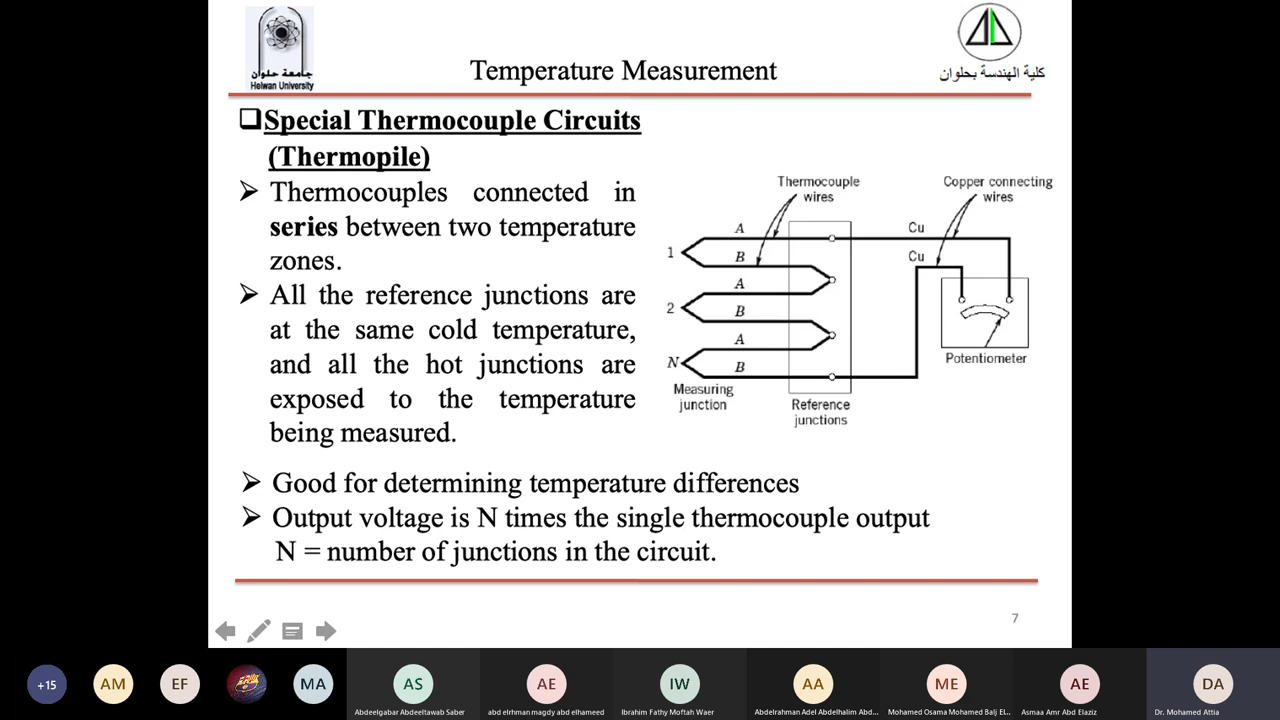 جامعة حلوان
Helwan University
Temperature Measurement
كلية الهندسة بحلوان
Special Thermocouple Circuits
(Thermopile)
Thermocouples connected in
series between two temperature
zones.
All the reference junctions are
at the same cold temperature,
and all the hot junctions are
exposed to the temperature
being measured.
Thermocouple
wires
Copper connecting
wires
A
Cu
1
B
Cu
A
2
B
A
N
B
Potentiometer
Measuring
junction
Reference
junctions
Good for determining temperature differences
Output voltage is N times the single thermocouple output
N = number of junctions in the circuit.
7
+15
AM
EF
MA
AS
AE
IW
AA
ME
AE
DA
Abdeelgabar Abdeeltawab Saber
abd elrhman magdy abd elhameed
Ibrahim Fathy Moftah Waer
Abdelrahman Adel Abdelhalim Abd...
Mohamed Osama Mohamed Balj El...
Asmaa Amr Abd Elaziz
Dr. Mohamed Attia